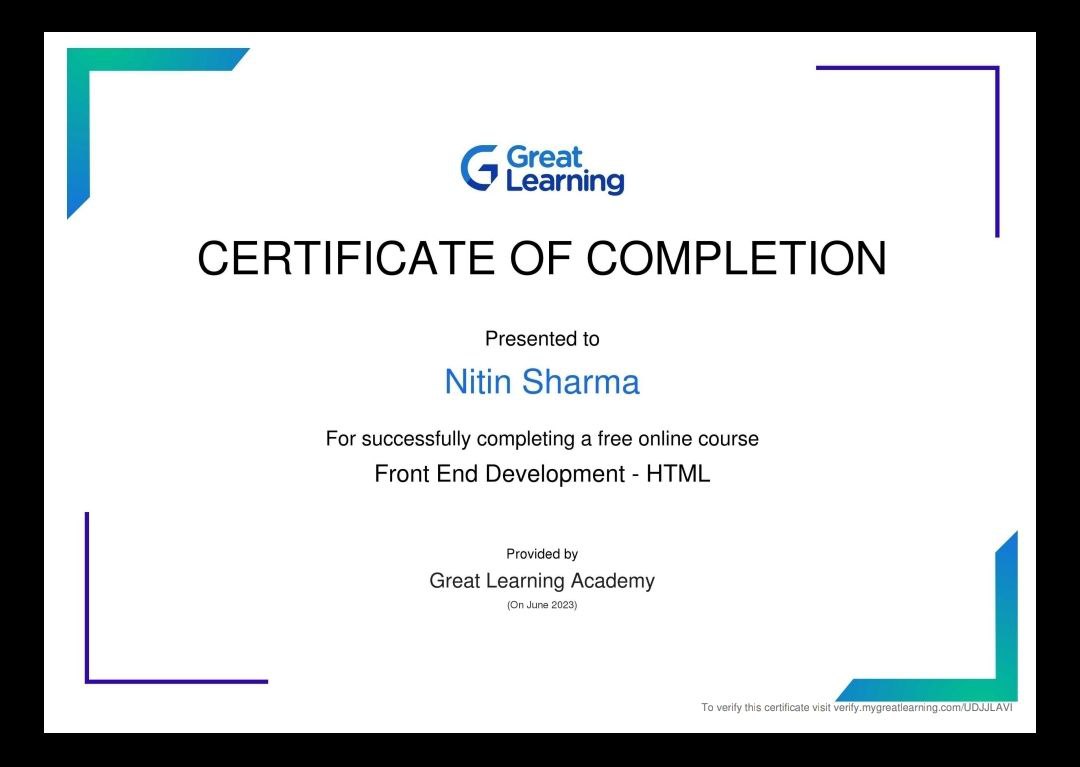 Great
Learning
CERTIFICATE OF COMPLETION
Presented to
Nitin Sharma
For successfully completing a free online course
Front End Development - HTML
Provided by
Great Learning Academy
(On June 2023)
To verify this certificate visit verify.mygreatlearning.com/UDJJLAVI